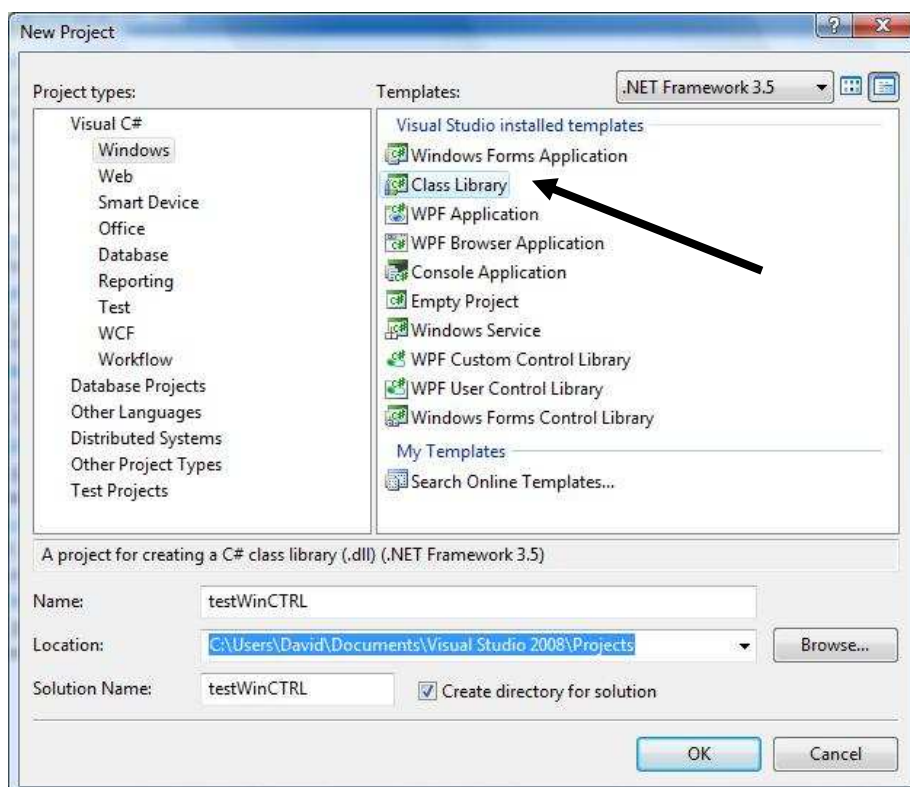 New Project
Project types:
Templates:
.NET Framework 3.5
Visual C#
Windows
Web
Smart Device
Office
Database
Reporting
Test
WCF
Workflow
Database Projects
Other Languages
Distributed Systems
Other Project Types
Test Projects
Visual Studio installed templates
Windows Forms Application
Class Library
WPF Application
WPF Browser Application
Console Application
Empty Project
Windows Service
WPF Custom Control Library
WPF User Control Library
Windows Forms Control Library
My Templates
Search Online Templates...
A project for creating a C# class library (.dll) (.NET Framework 3.5)
Name:
testWinCTRL
Location:
C:\Users\David\Documents\Visual Studio 2008\Projects
Browse...
Solution Name:
testWinCTRL
Create directory for solution
OK
Cancel